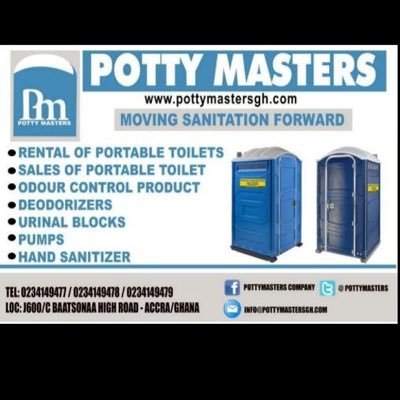 Pm
POTTY MASTERS
POTTY MASTERS
www.pottymastersgh.com
MOVING SANITATION FORWARD
RENTAL OF PORTABLE TOILETS
SALES OF PORTABLE TOILET
ODOUR CONTROL PRODUCT
DEODORIZERS
URINAL BLOCKS
PUMPS
HAND SANITIZER
TEL: 0234149477 / 0234149478 / 0234149479
LOC: J600/C BAATSONAA HIGH ROAD - ACCRA/GHANA
POTTYMASTERS COMPANY
@POTTYMASTERS
INFO@POTTYMASTERSGH.COM